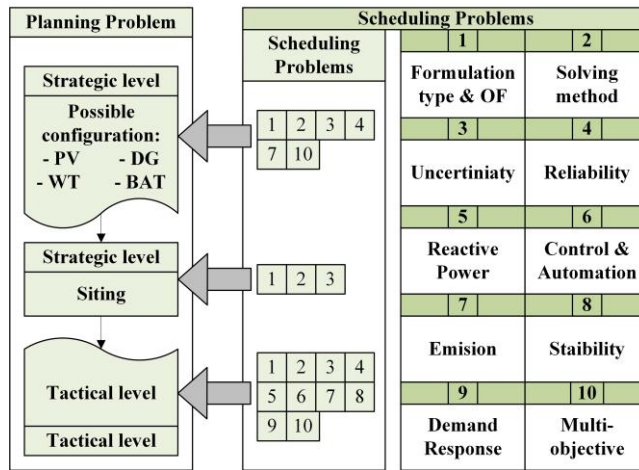 Planning Problem
Strategic level
Possible
configuration:
- PV - DG
- WT - BAT
Strategic level
Siting
Tactical level
Tactical level
Scheduling Problems
Scheduling
Problems
1 2 3 4
7 10
1 2 3
1 2 3 4
5 6 7 8
9 10
1 2
Formulation
type & OF
Solving
method
3 4
Uncertiniaty
Reliability
5 6
Reactive
Power
Control &
Automation
7 8
Emision
Staibility
9 10
Demand
Response
Multi-
objective